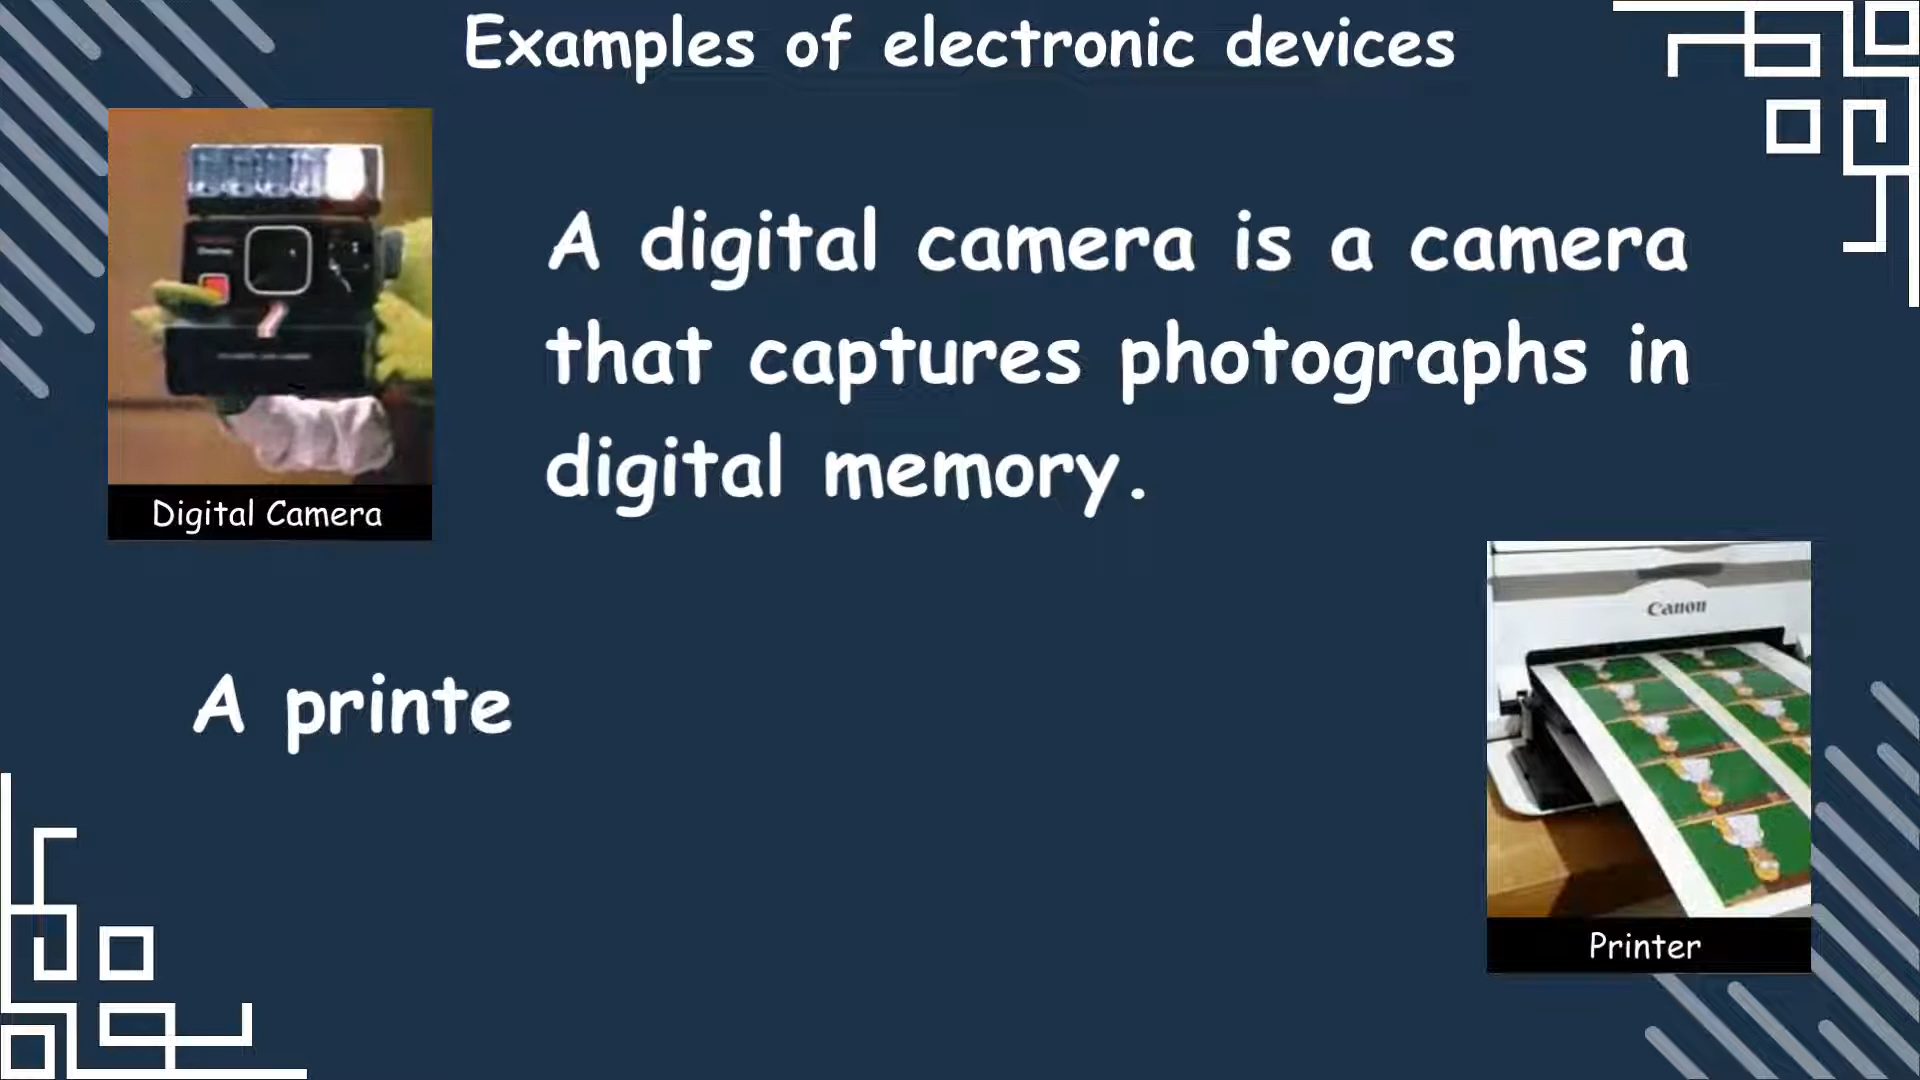 Examples of electronic devices
A digital camera is a camera
that captures photographs in
digital memory.
Digital Camera
Canon
A printe
Printer